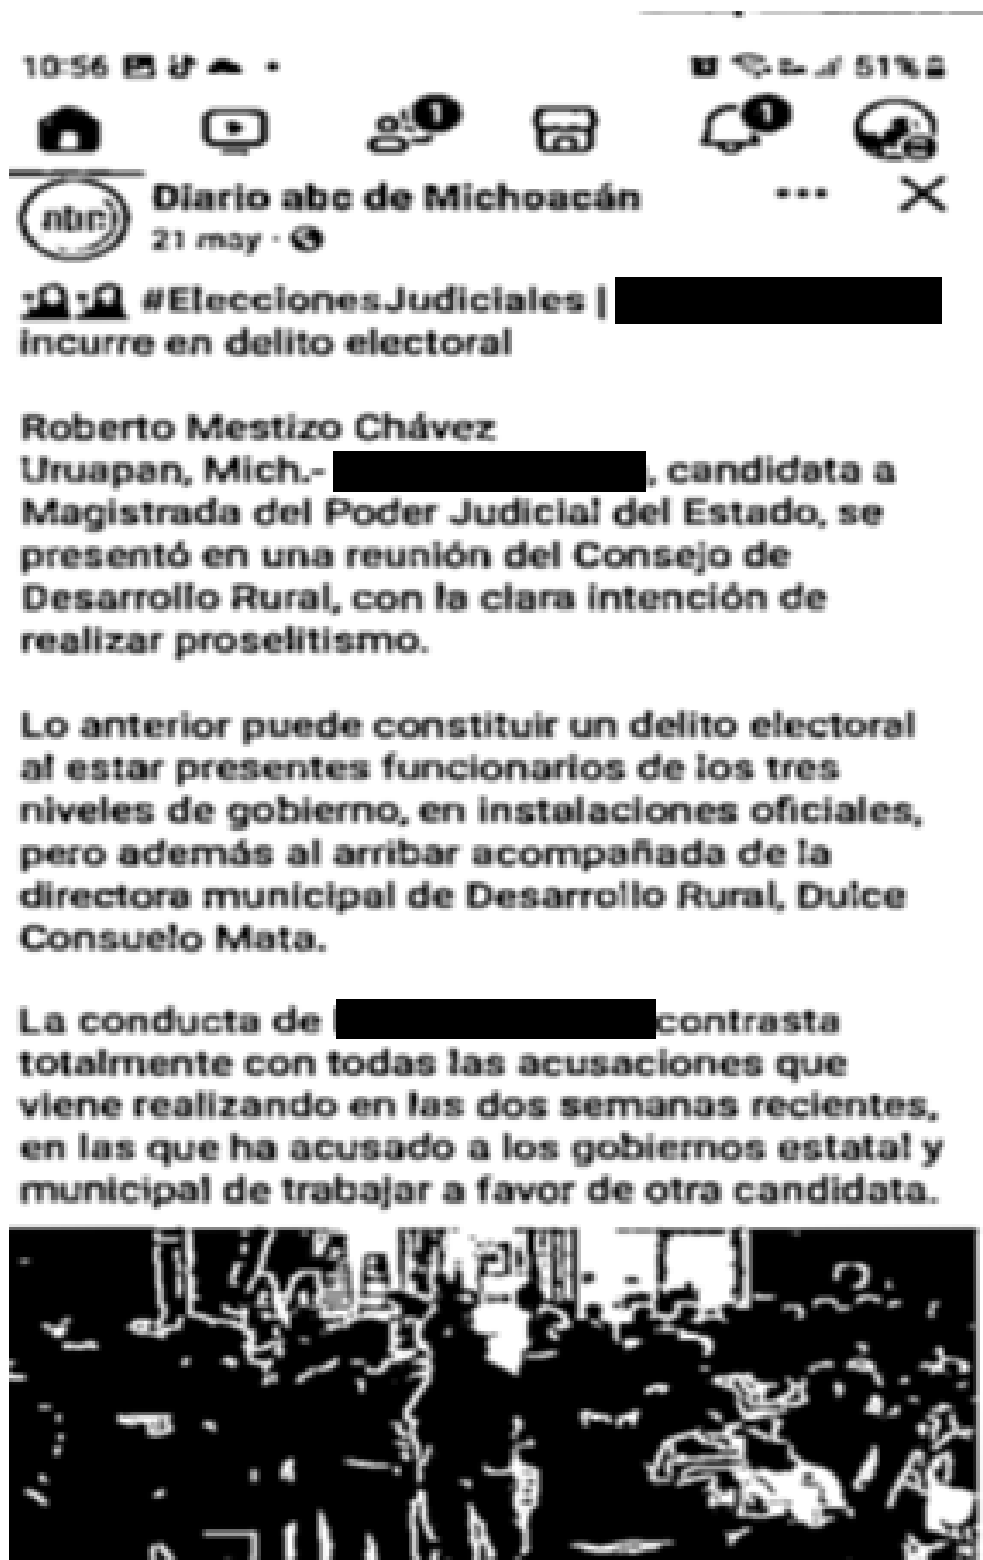 10:56 51%
1 1
abc
Diario abc de Michoacán
21 may ·
#EleccionesJudiciales |
incurre en delito electoral
Roberto Mestizo Chávez
Uruapan, Mich.- , candidata a
Magistrada del Poder Judicial del Estado, se
presentó en una reunión del Consejo de
Desarrollo Rural, con la clara intención de
realizar proselitismo.
Lo anterior puede constituir un delito electoral
al estar presentes funcionarios de los tres
niveles de gobierno, en instalaciones oficiales,
pero además al arribar acompañada de la
directora municipal de Desarrollo Rural, Dulce
Consuelo Mata.
La conducta de contrasta
totalmente con todas las acusaciones que
viene realizando en las dos semanas recientes,
en las que ha acusado a los gobiernos estatal y
municipal de trabajar a favor de otra candidata.